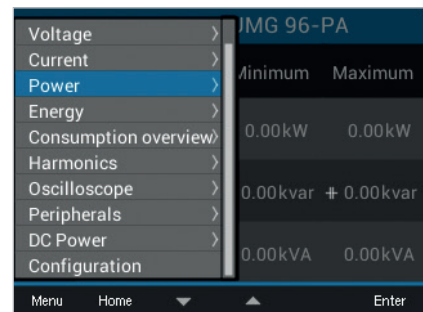 UMG 96-PA
Minimum Maximum
0.00kW 0.00kW
0.00kvar ⧺ 0.00kvar
0.00kVA 0.00kVA
Voltage
Current
Power
Energy
Consumption overview
Harmonics
Oscilloscope
Peripherals
DC Power
Configuration
Menu Home Enter